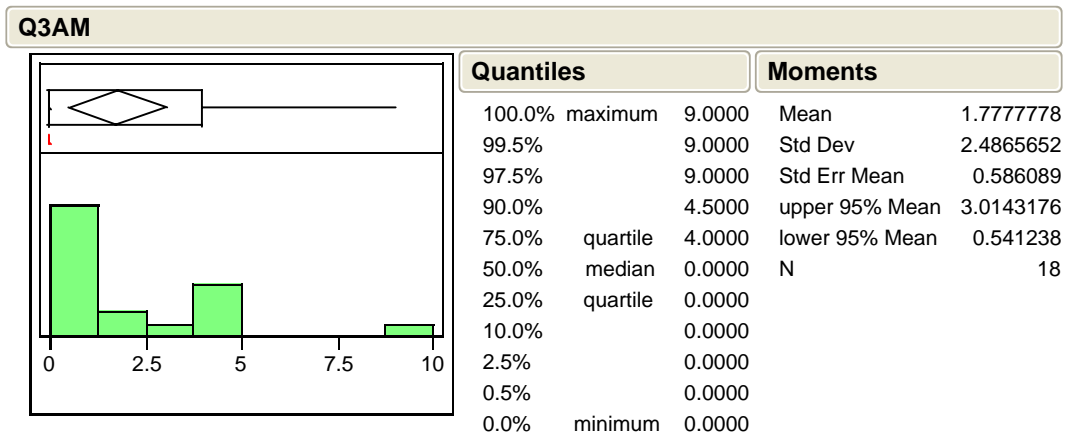 Q3AM
Quantiles
100.0% maximum 9.0000
99.5% 9.0000
97.5% 9.0000
90.0% 4.5000
75.0% quartile 4.0000
50.0% median 0.0000
25.0% quartile 0.0000
10.0% 0.0000
2.5% 0.0000
0.5% 0.0000
0.0% minimum 0.0000
Moments
Mean 1.7777778
Std Dev 2.4865652
Std Err Mean 0.586089
upper 95% Mean 3.0143176
lower 95% Mean 0.541238
N 18
0 2.5 5 7.5 10